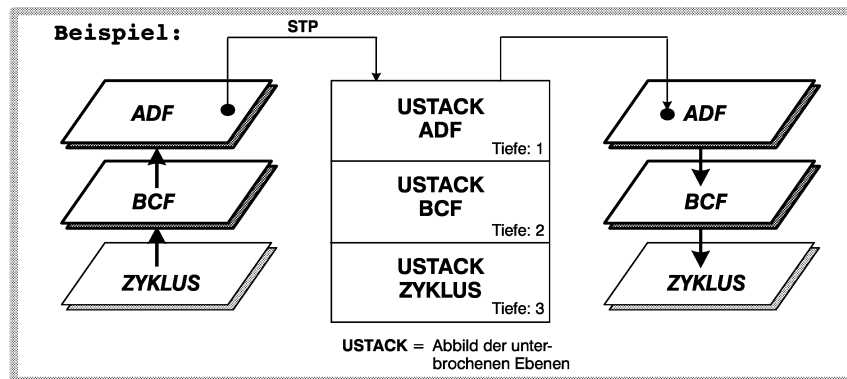 Beispiel:
STP
ADF
BCF
ZYKLUS
USTACK
ADF
Tiefe: 1
USTACK
BCF
Tiefe: 2
USTACK
ZYKLUS
Tiefe: 3
ADF
BCF
ZYKLUS
USTACK = Abbild der unter-
brochenen Ebenen